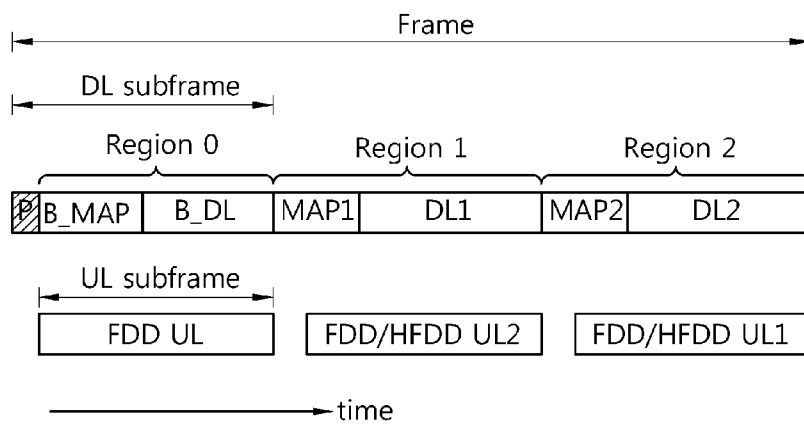 Frame
DL subframe
Region 0 Region 1 Region 2
P B_MAP B_DL MAP1 DL1 MAP2 DL2
UL subframe
FDD UL FDD/HFDD UL2 FDD/HFDD UL1
time